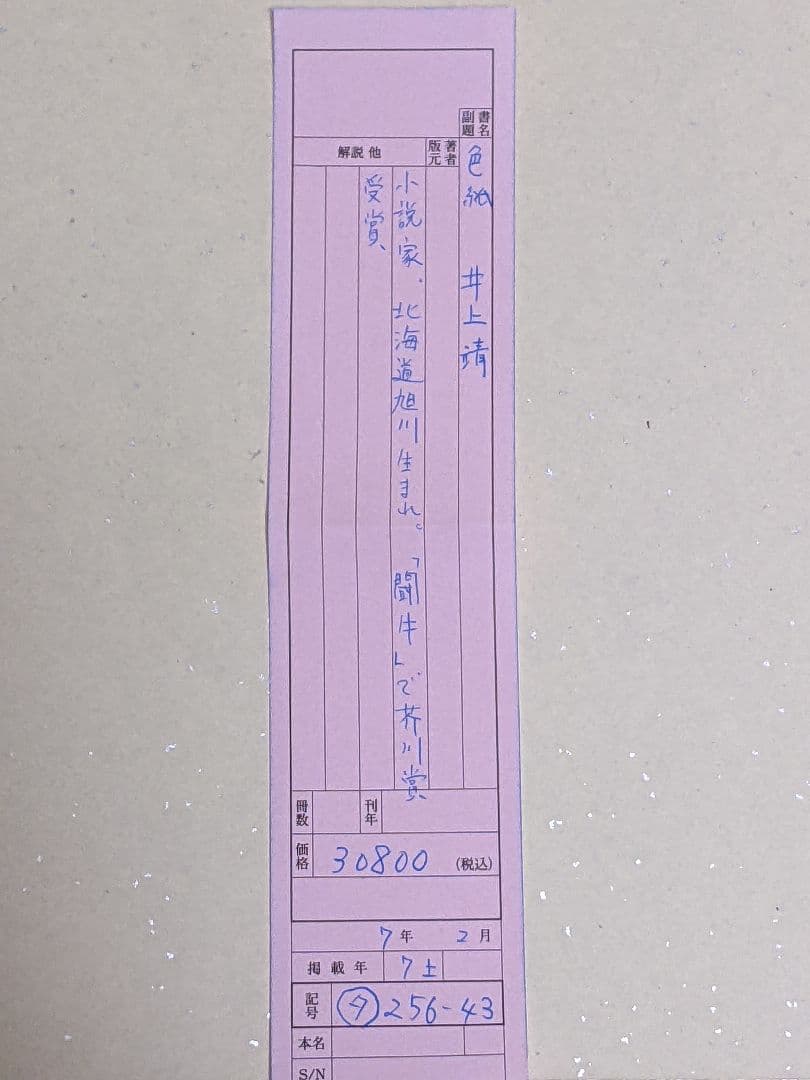 書名
副題
色紙　井上靖
著者
版元
解説他
小説家、北海道旭川生まれ。「闘牛」で芥川賞
受賞、
冊数
刊年
価格 30800 (税込)
7年 2月
掲載年 7上
記号 タ 256-43
本名
S/N